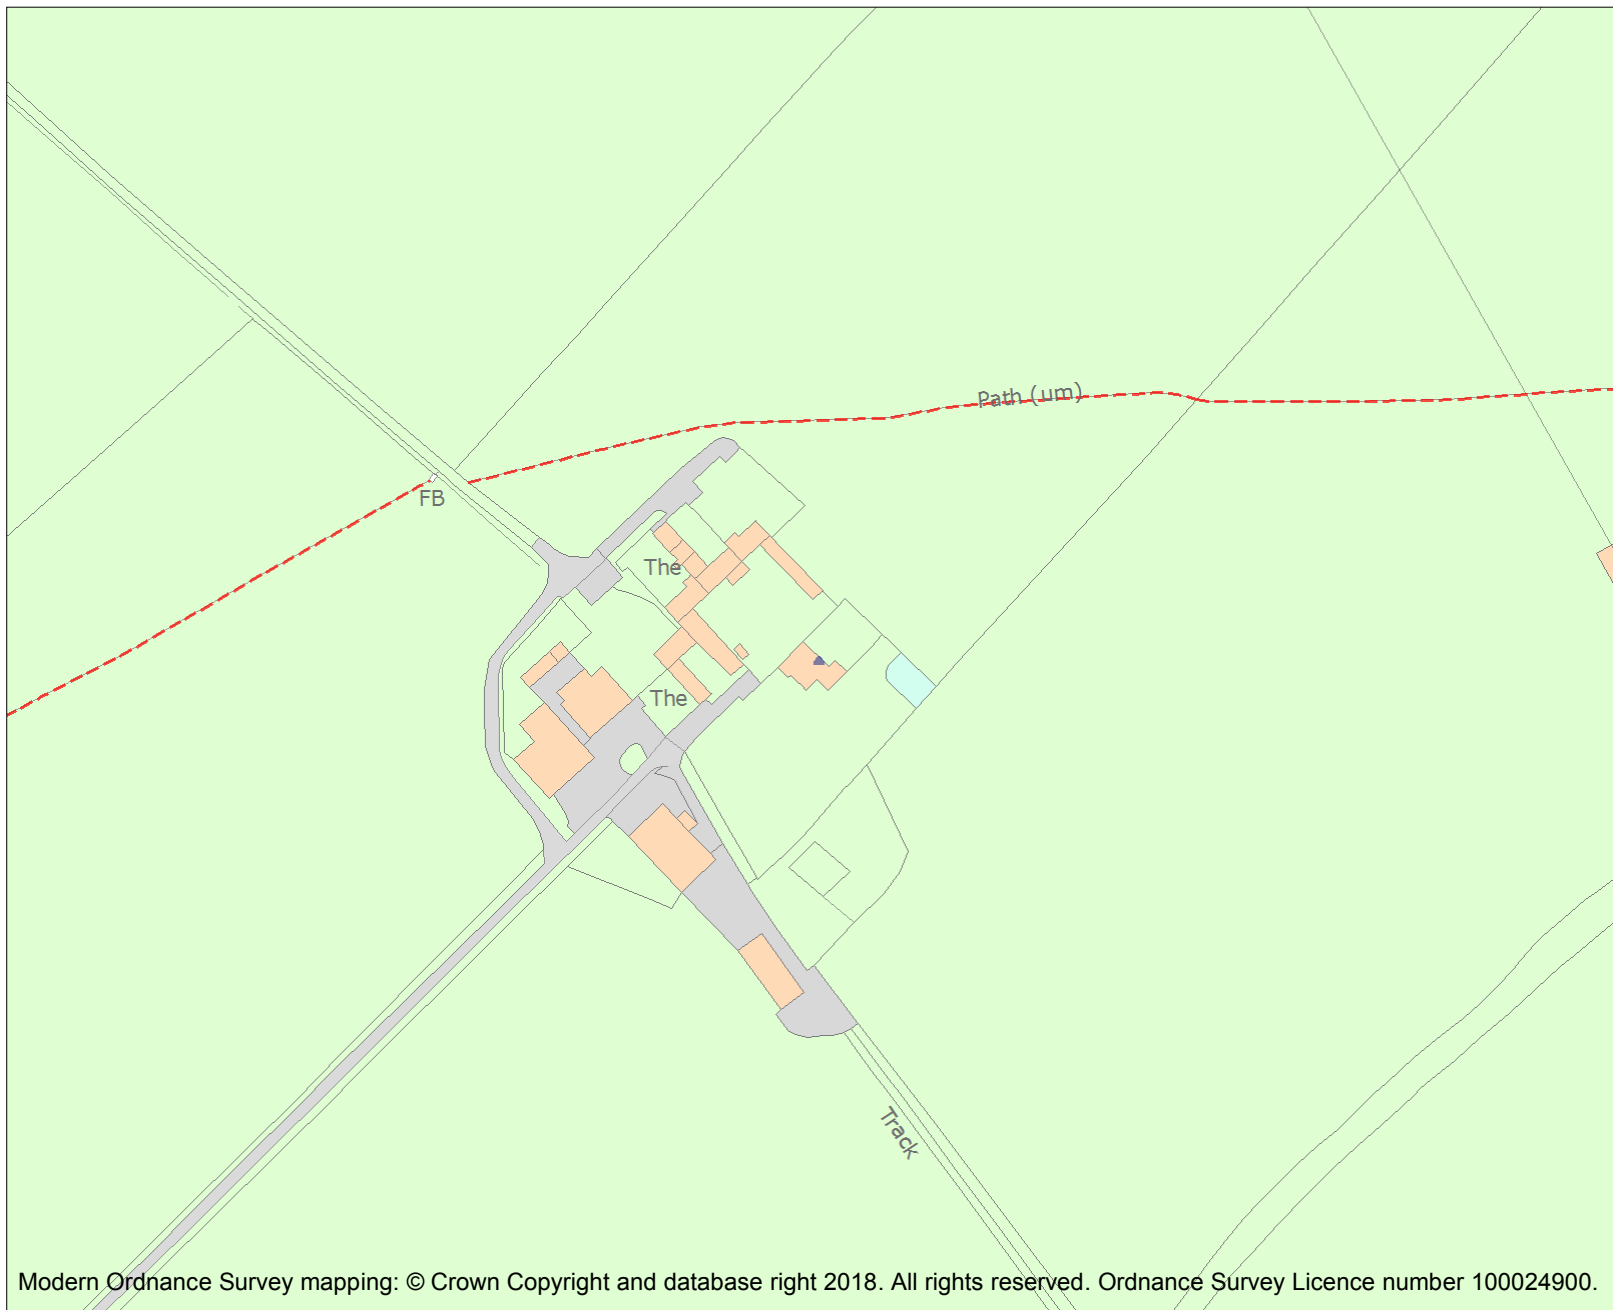 Path (um)
FB
The
The
Track
Modern Ordnance Survey mapping: © Crown Copyright and database right 2018. All rights reserved. Ordnance Survey Licence number 100024900.